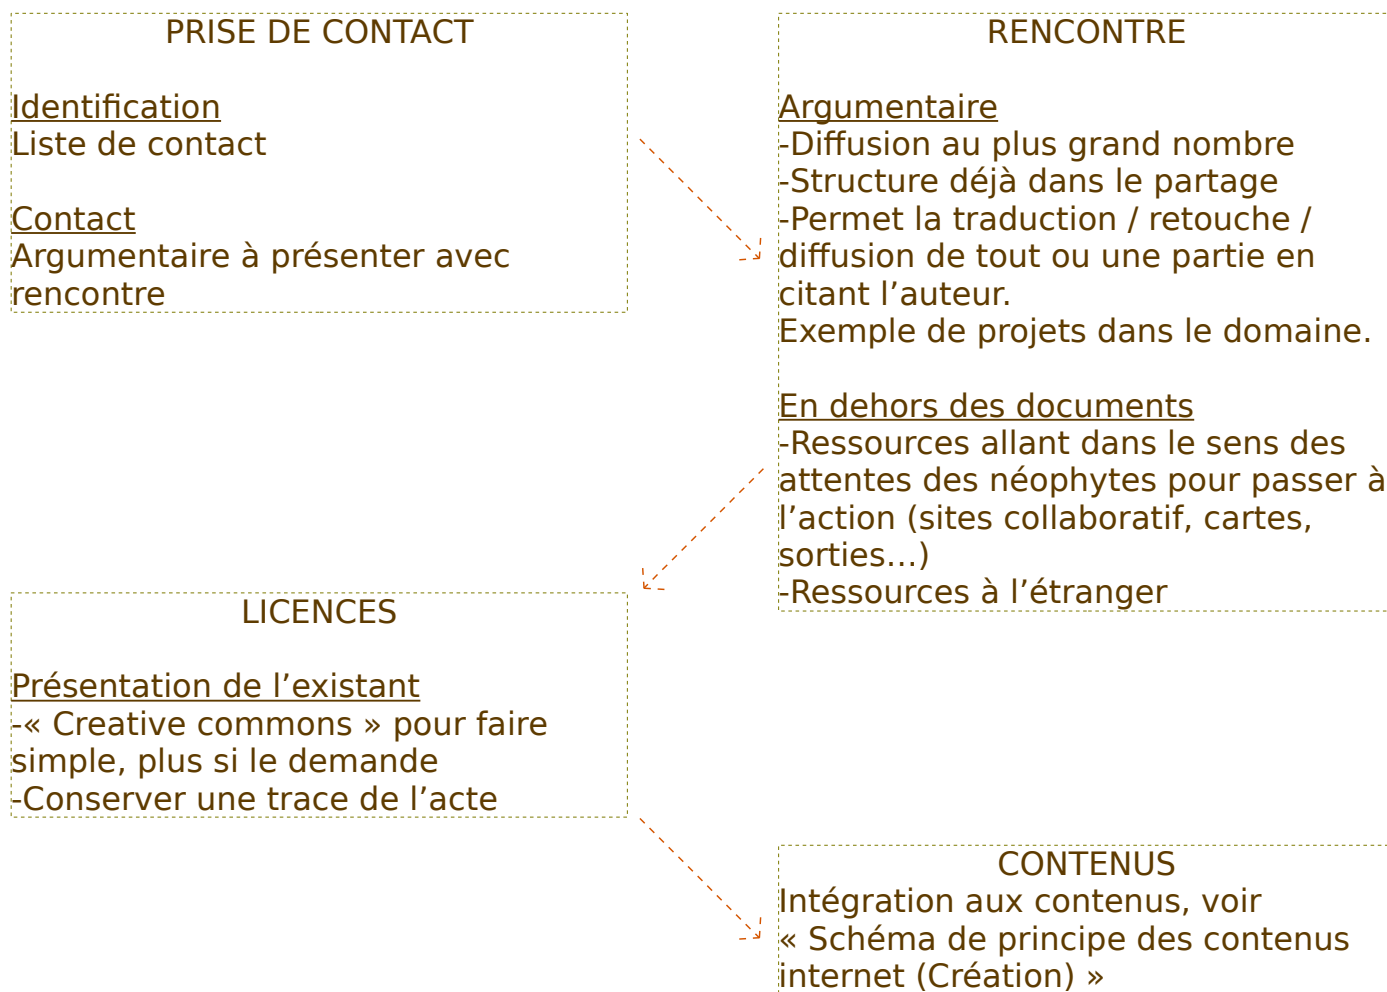 PRISE DE CONTACT
Identification
Liste de contact
Contact
Argumentaire à présenter avec
rencontre
RENCONTRE
Argumentaire
-Diffusion au plus grand nombre
-Structure déjà dans le partage
-Permet la traduction / retouche /
diffusion de tout ou une partie en
citant l’auteur.
Exemple de projets dans le domaine.
En dehors des documents
-Ressources allant dans le sens des
attentes des néophytes pour passer à
l’action (sites collaboratif, cartes,
sorties…)
-Ressources à l’étranger
LICENCES
Présentation de l’existant
-« Creative commons » pour faire
simple, plus si le demande
-Conserver une trace de l’acte
CONTENUS
Intégration aux contenus, voir
« Schéma de principe des contenus
internet (Création) »